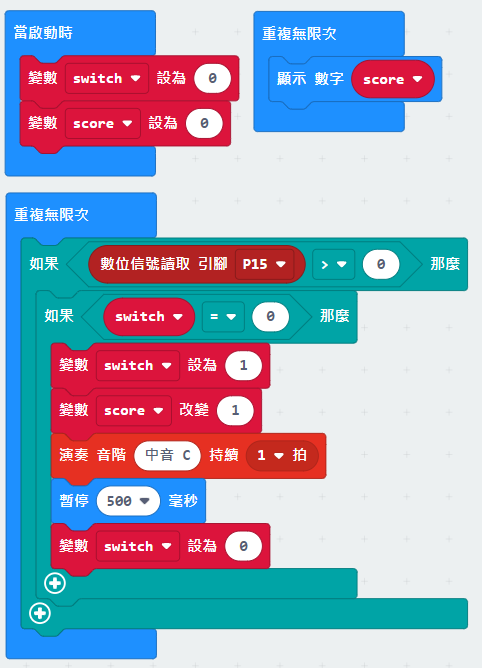 當啟動時
變數 switch 設為 0
變數 score 設為 0
重複無限次
顯示 數字 score
重複無限次
如果 數位信號讀取 引腳 P15 > 0 那麼
如果 switch = 0 那麼
變數 switch 設為 1
變數 score 改變 1
演奏 音階 中音 C 持續 1 拍
暫停 500 毫秒
變數 switch 設為 0